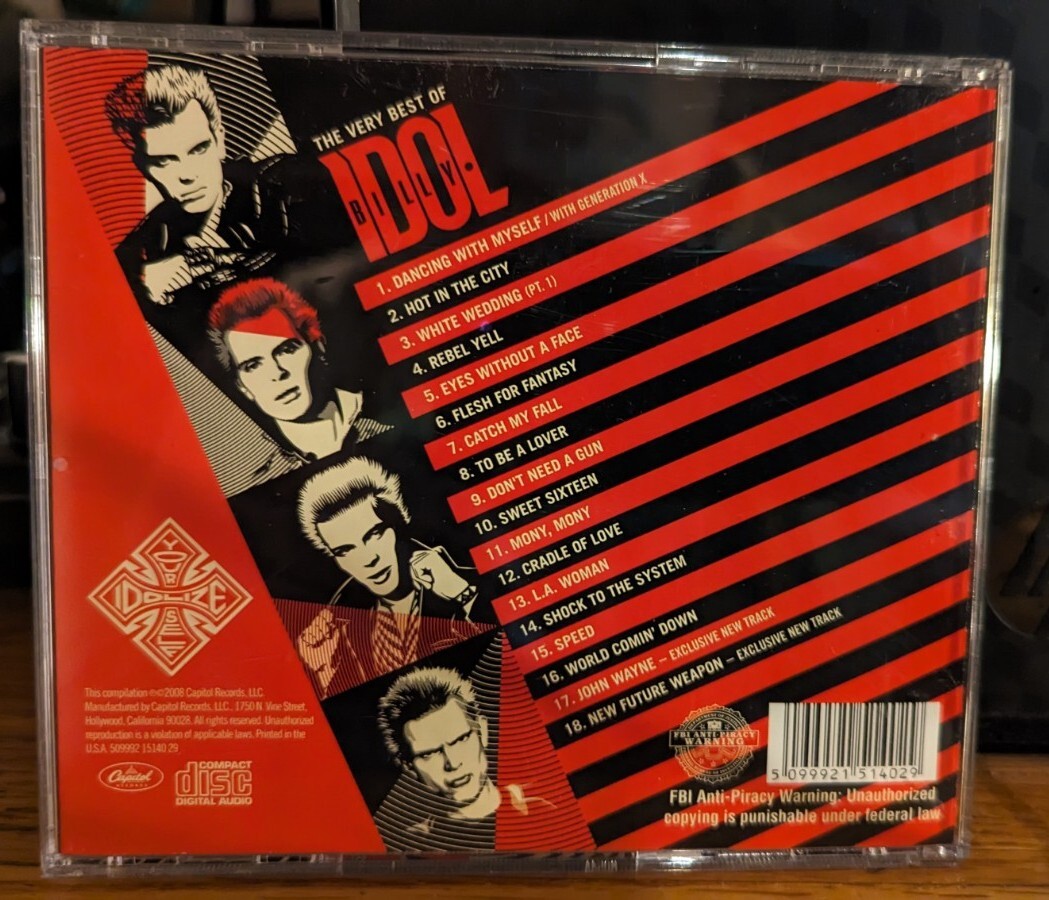 THE VERY BEST OF
BILLY IDOL
1. DANCING WITH MYSELF / WITH GENERATION X
2. HOT IN THE CITY
3. WHITE WEDDING (PT. 1)
4. REBEL YELL
5. EYES WITHOUT A FACE
6. FLESH FOR FANTASY
7. CATCH MY FALL
8. TO BE A LOVER
9. DON'T NEED A GUN
10. SWEET SIXTEEN
11. MONY, MONY
12. CRADLE OF LOVE
13. L.A. WOMAN
14. SHOCK TO THE SYSTEM
15. SPEED
16. WORLD COMIN' DOWN
17. JOHN WAYNE – EXCLUSIVE NEW TRACK
18. NEW FUTURE WEAPON – EXCLUSIVE NEW TRACK
IDOLIZE
YOURSELF
This compilation ℗©2008 Capitol Records, LLC.
Manufactured by Capitol Records, LLC., 1750 N. Vine Street,
Hollywood, California 90028. All rights reserved. Unauthorized
reproduction is a violation of applicable laws. Printed in the
U.S.A. 509992 15140 29
Capitol
RECORDS
COMPACT
disc
DIGITAL AUDIO
FBI ANTI-PIRACY
WARNING
5 099921 514029
FBI Anti-Piracy Warning: Unauthorized
copying is punishable under federal law